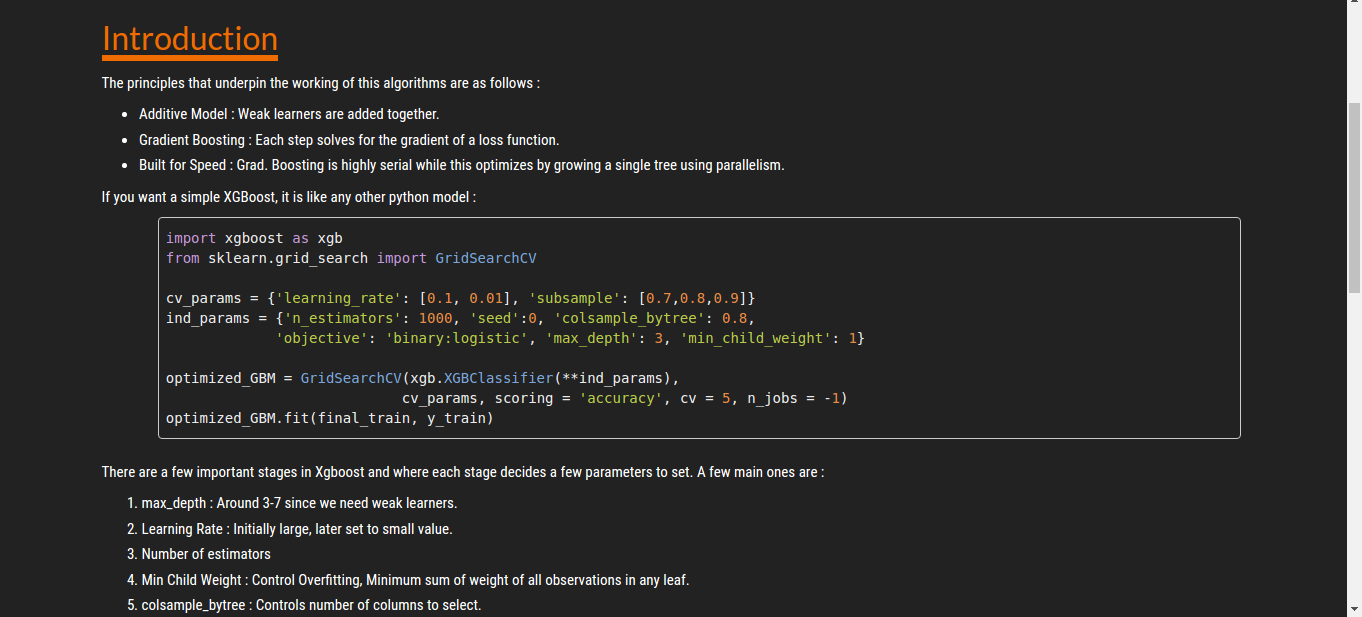 Introduction
The principles that underpin the working of this algorithms are as follows :
Additive Model : Weak learners are added together.
Gradient Boosting : Each step solves for the gradient of a loss function.
Built for Speed : Grad. Boosting is highly serial while this optimizes by growing a single tree using parallelism.
If you want a simple XGBoost, it is like any other python model :
import xgboost as xgb
from sklearn.grid_search import GridSearchCV
cv_params = {'learning_rate': [0.1, 0.01], 'subsample': [0.7,0.8,0.9]}
ind_params = {'n_estimators': 1000, 'seed':0, 'colsample_bytree': 0.8,
             'objective': 'binary:logistic', 'max_depth': 3, 'min_child_weight': 1}
optimized_GBM = GridSearchCV(xgb.XGBClassifier(**ind_params),
                            cv_params, scoring = 'accuracy', cv = 5, n_jobs = -1)
optimized_GBM.fit(final_train, y_train)
There are a few important stages in Xgboost and where each stage decides a few parameters to set. A few main ones are :
1. max_depth : Around 3-7 since we need weak learners.
2. Learning Rate : Initially large, later set to small value.
3. Number of estimators
4. Min Child Weight : Control Overfitting, Minimum sum of weight of all observations in any leaf.
5. colsample_bytree : Controls number of columns to select.